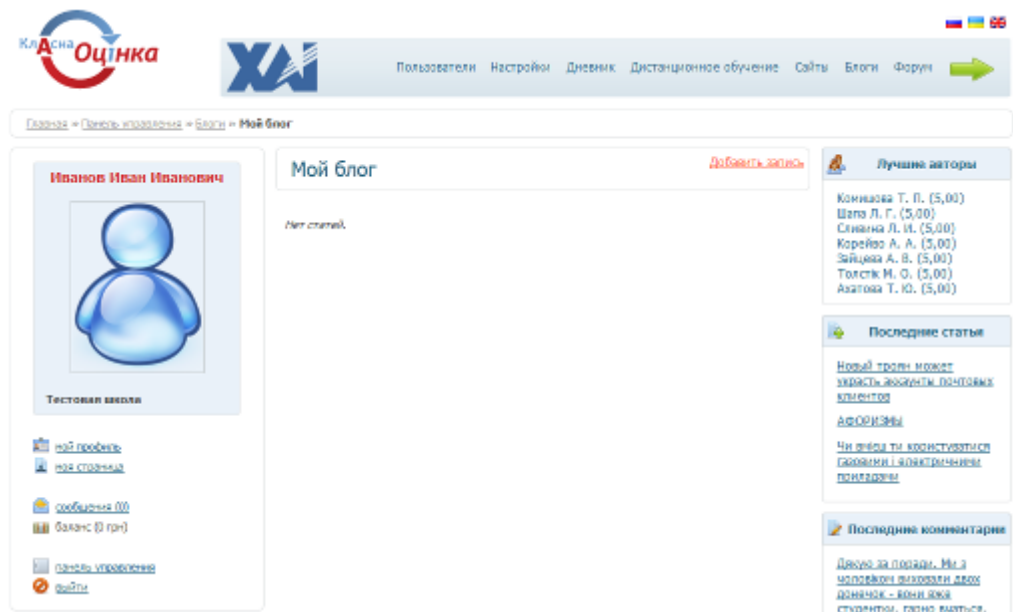 КлАсна Оцінка
ХАІ
Пользователи Настройки Дневник Дистанционное обучение Сайты Блоги Форум
Главная » Панель управления » Блоги » Мой блог
Иванов Иван Иванович
Тестовая школа
мой профиль
моя страница
сообщения (0)
баланс (0 грн)
панель управления
выйти
Мой блог
Добавить запись
Нет статей.
Лучшие авторы
Комишова Т. П. (5,00)
Шапа Л. Г. (5,00)
Сливина Л. И. (5,00)
Корейво А. А. (5,00)
Зайцева А. В. (5,00)
Толстік М. О. (5,00)
Ахатова Т. Ю. (5,00)
Последние статьи
Новый троян может
украсть аккаунты почтовых
клиентов
АФОРИЗМЫ
Чи вмієш ти користуватися
газовими і електричними
приладами
Последние комментарии
Дякую за поради. Ми з
чоловіком виховали двох
донечок - вони вже
студентки, гарно вчаться,